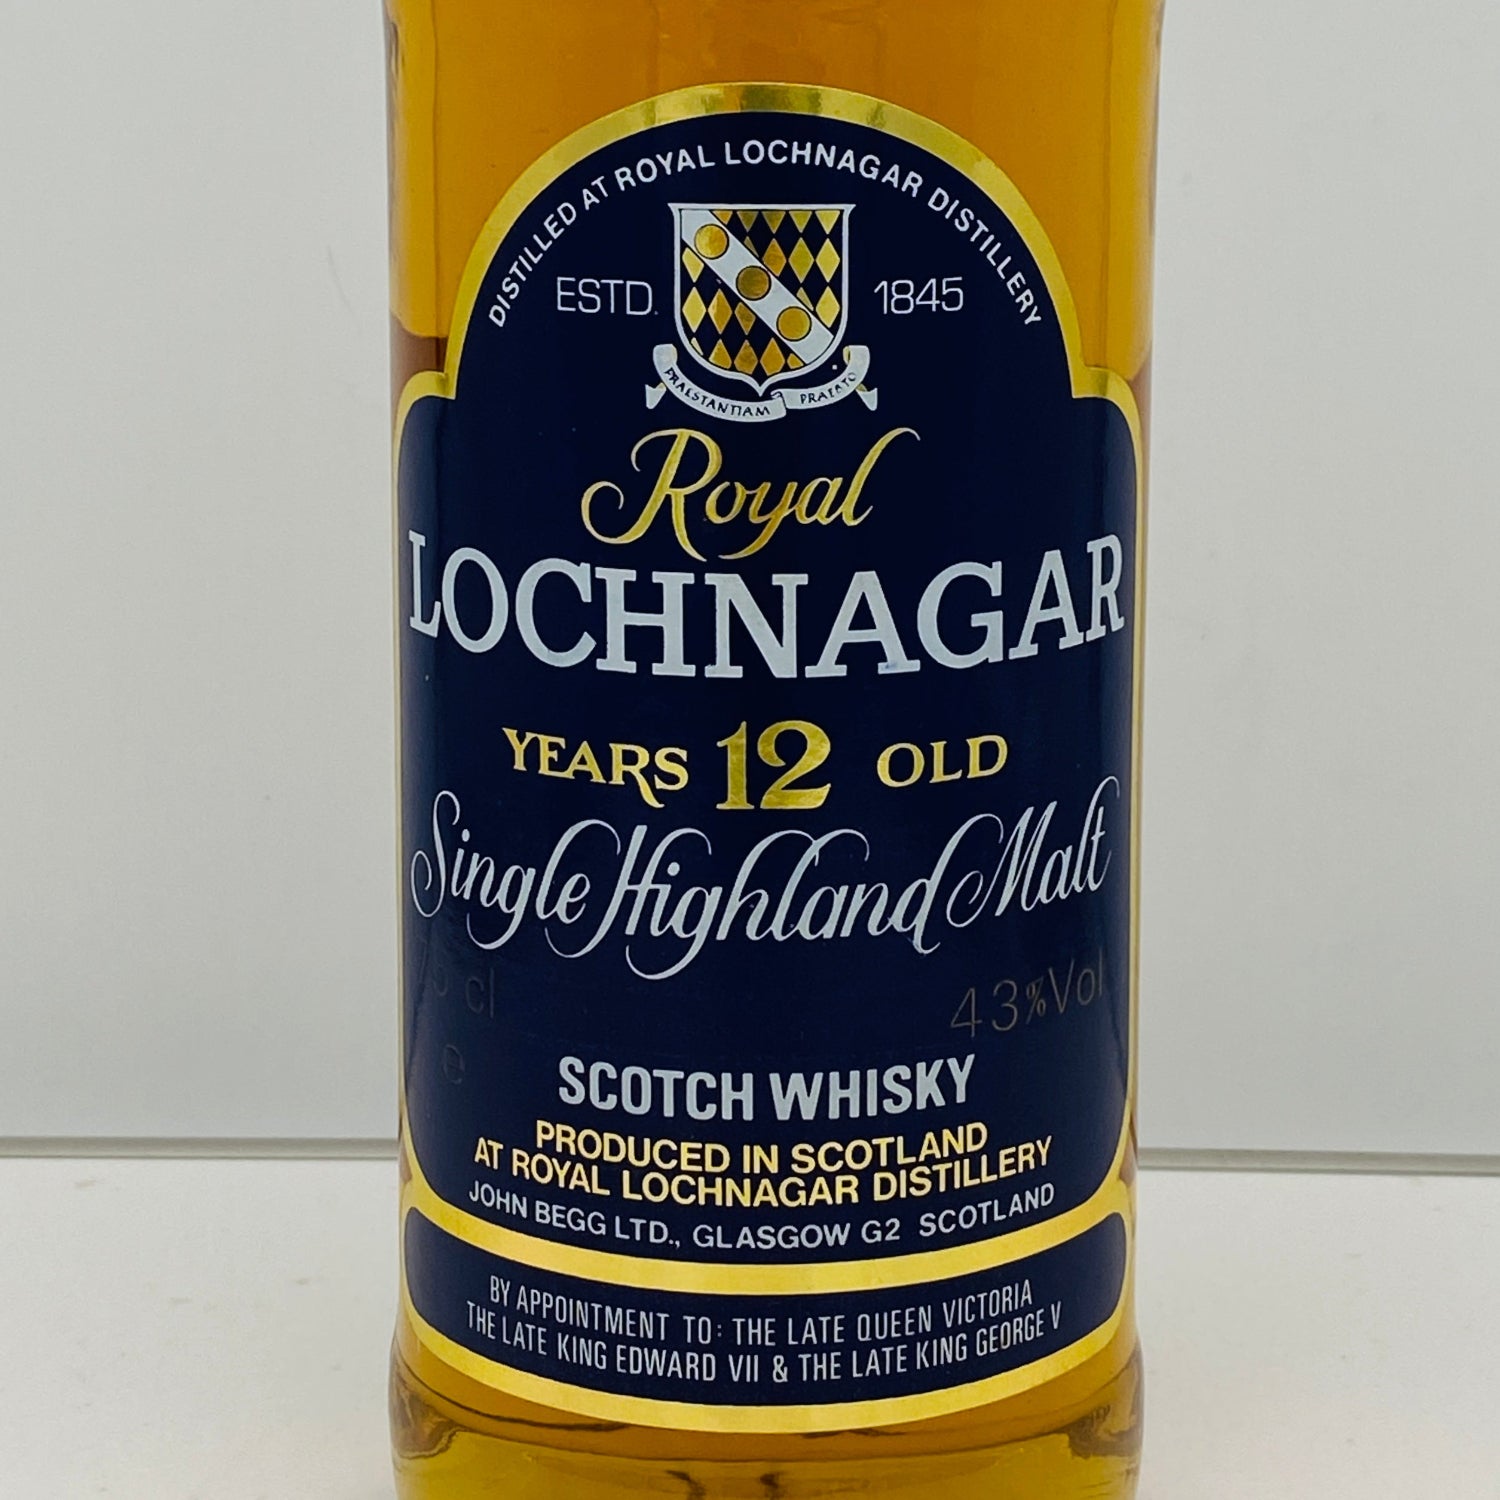 DISTILLED AT ROYAL LOCHNAGAR DISTILLERY
ESTD. 1845
PRAESTANTIAM
Royal
LOCHNAGAR
YEARS 12 OLD
Single Highland Malt
cl 43%Vol
e
SCOTCH WHISKY
PRODUCED IN SCOTLAND
AT ROYAL LOCHNAGAR DISTILLERY
JOHN BEGG LTD., GLASGOW G2 SCOTLAND
BY APPOINTMENT TO: THE LATE QUEEN VICTORIA
THE LATE KING EDWARD VII & THE LATE KING GEORGE V